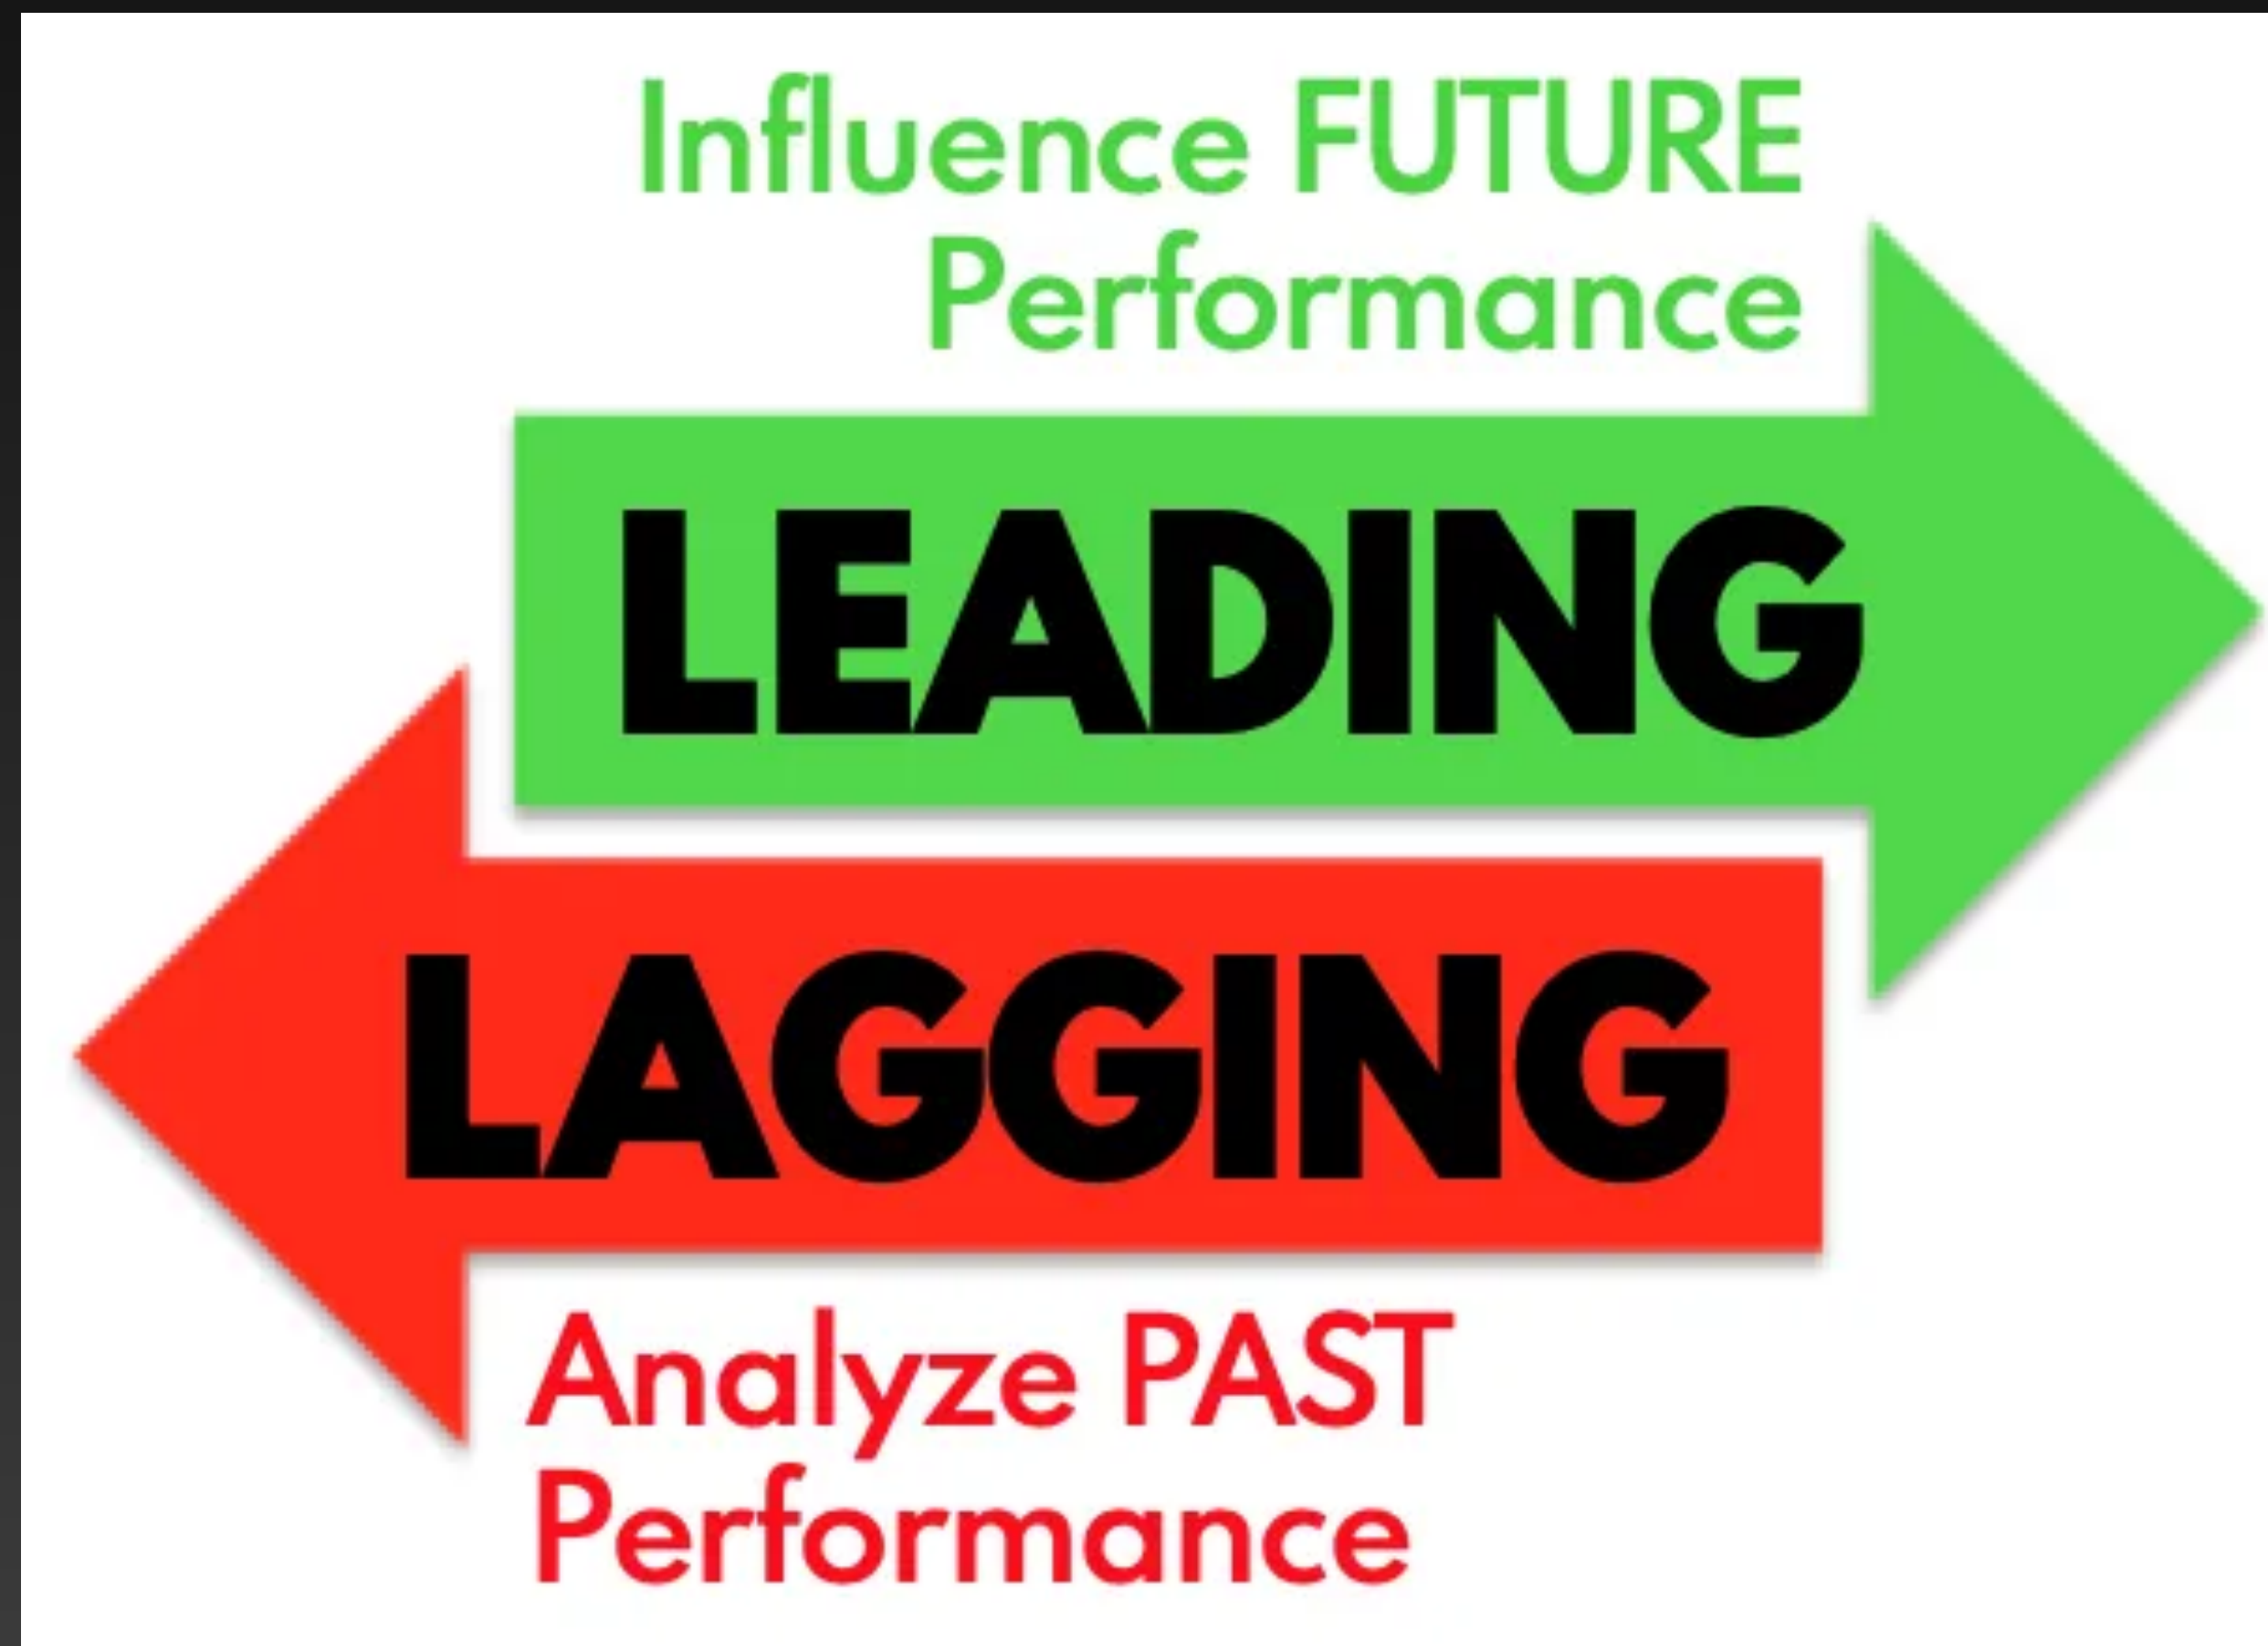 Influence FUTURE
Performance
LEADING
LAGGING
Analyze PAST
Performance